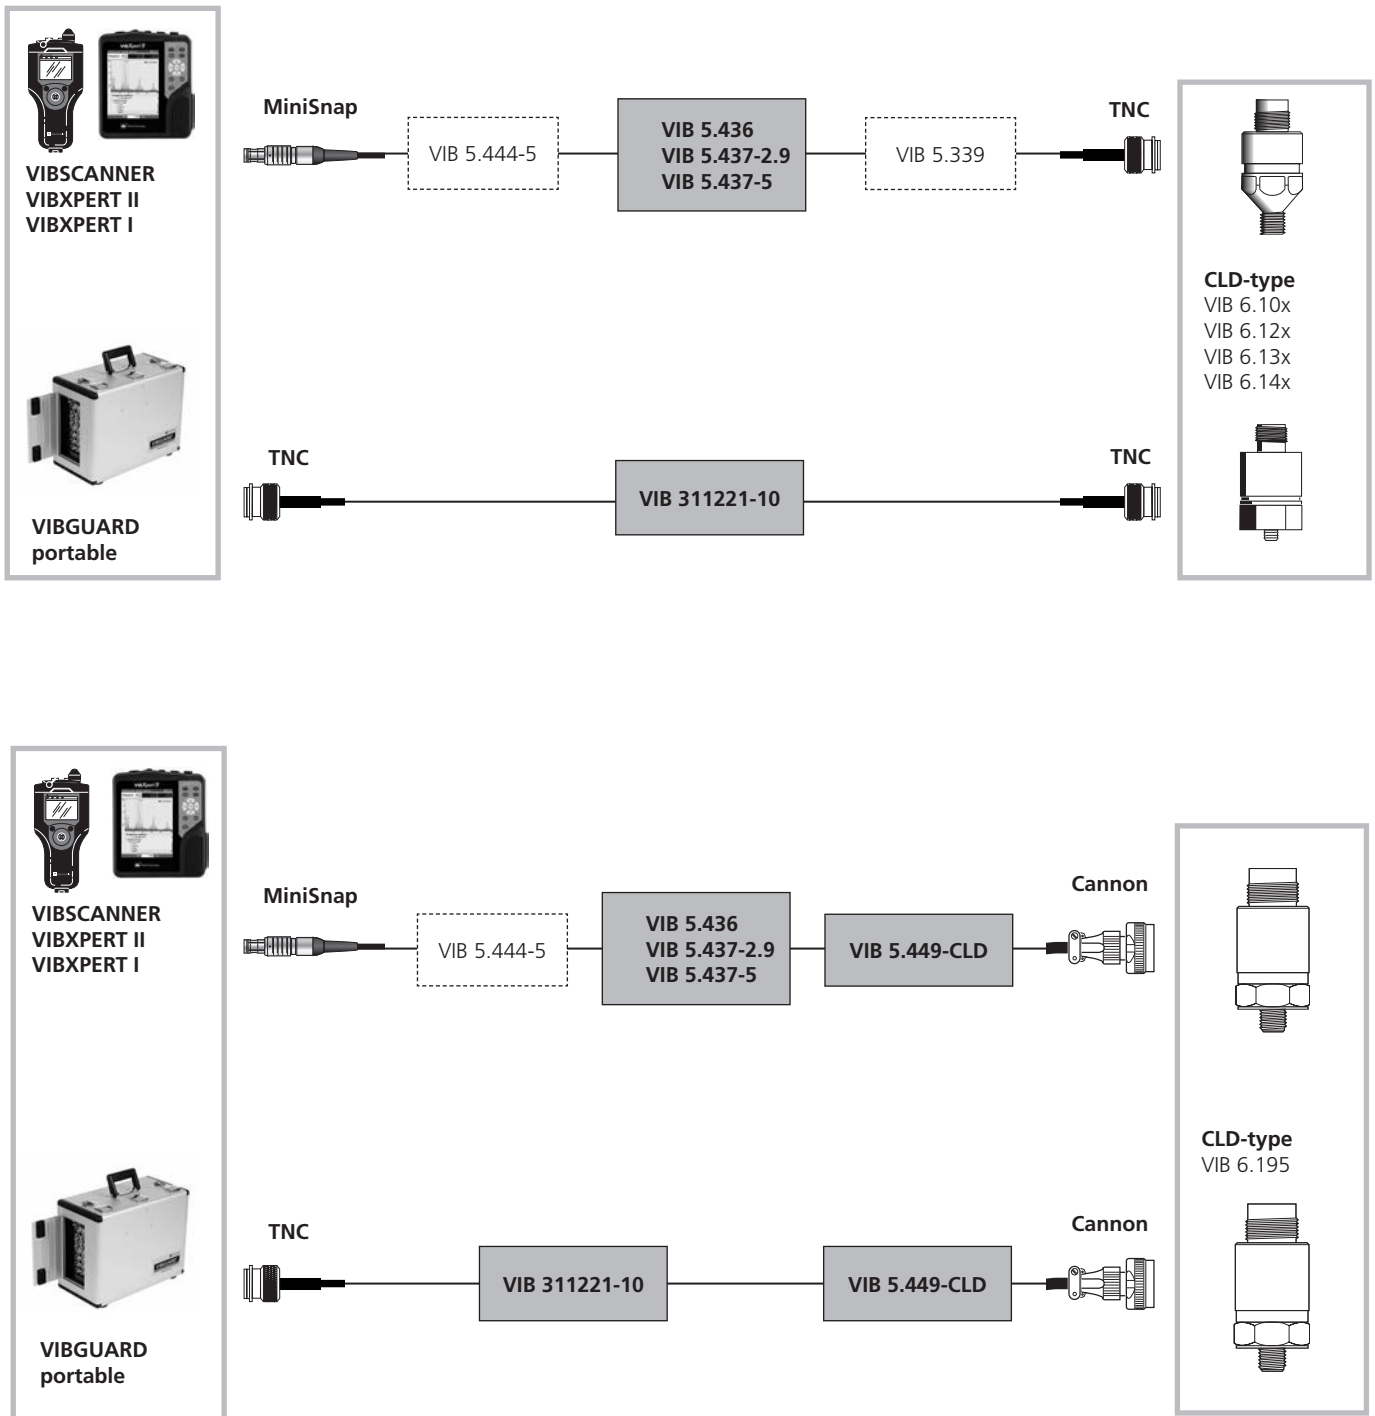 VIBSCANNER
VIBXPERT II
VIBXPERT I
MiniSnap
VIB 5.444-5
VIB 5.436
VIB 5.437-2.9
VIB 5.437-5
VIB 5.339
TNC
CLD-type
VIB 6.10x
VIB 6.12x
VIB 6.13x
VIB 6.14x
VIBGUARD
portable
TNC
VIB 311221-10
TNC
VIBSCANNER
VIBXPERT II
VIBXPERT I
MiniSnap
VIB 5.444-5
VIB 5.436
VIB 5.437-2.9
VIB 5.437-5
VIB 5.449-CLD
Cannon
CLD-type
VIB 6.195
VIBGUARD
portable
TNC
VIB 311221-10
VIB 5.449-CLD
Cannon